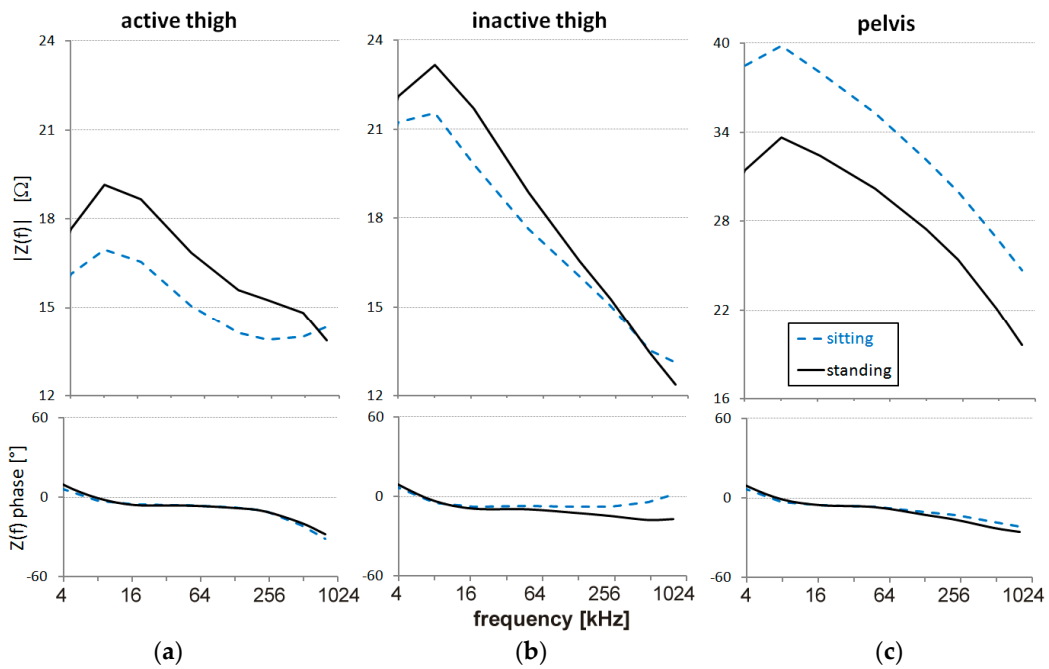 active thigh
inactive thigh
pelvis
24
21
18
15
12
|Z(f)| [Ω]
24
21
18
15
12
40
34
28
22
16
sitting
standing
60
0
-60
Z(f) phase [°]
4 16 64 256 1024
60
0
-60
4 16 64 256 1024
60
0
-60
4 16 64 256 1024
frequency [kHz]
(a) (b) (c)